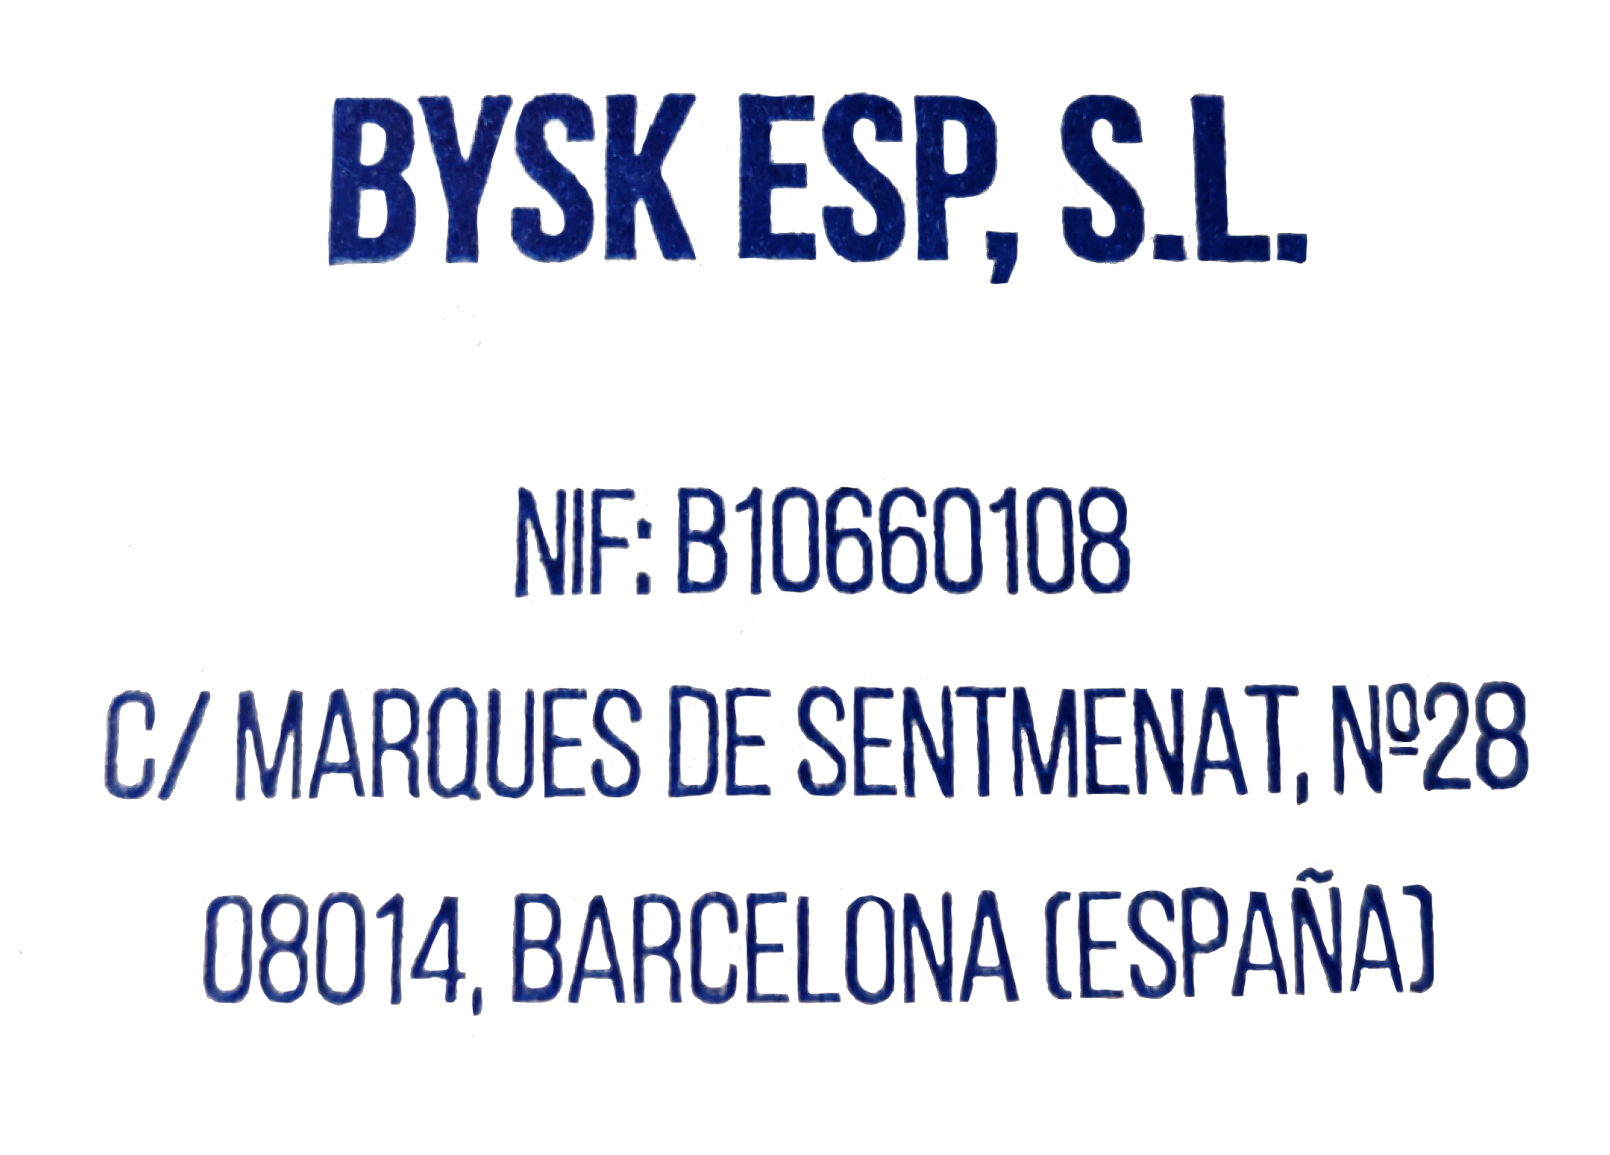 BYSK ESP, S.L.
NIF: B10660108
C/ MARQUES DE SENTMENAT, Nº28
08014, BARCELONA (ESPAÑA)